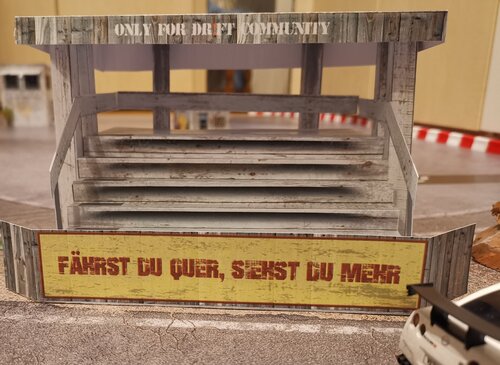 ONLY FOR DRIFT COMMUNITY
FÄHRST DU QUER, SIEHST DU MEHR